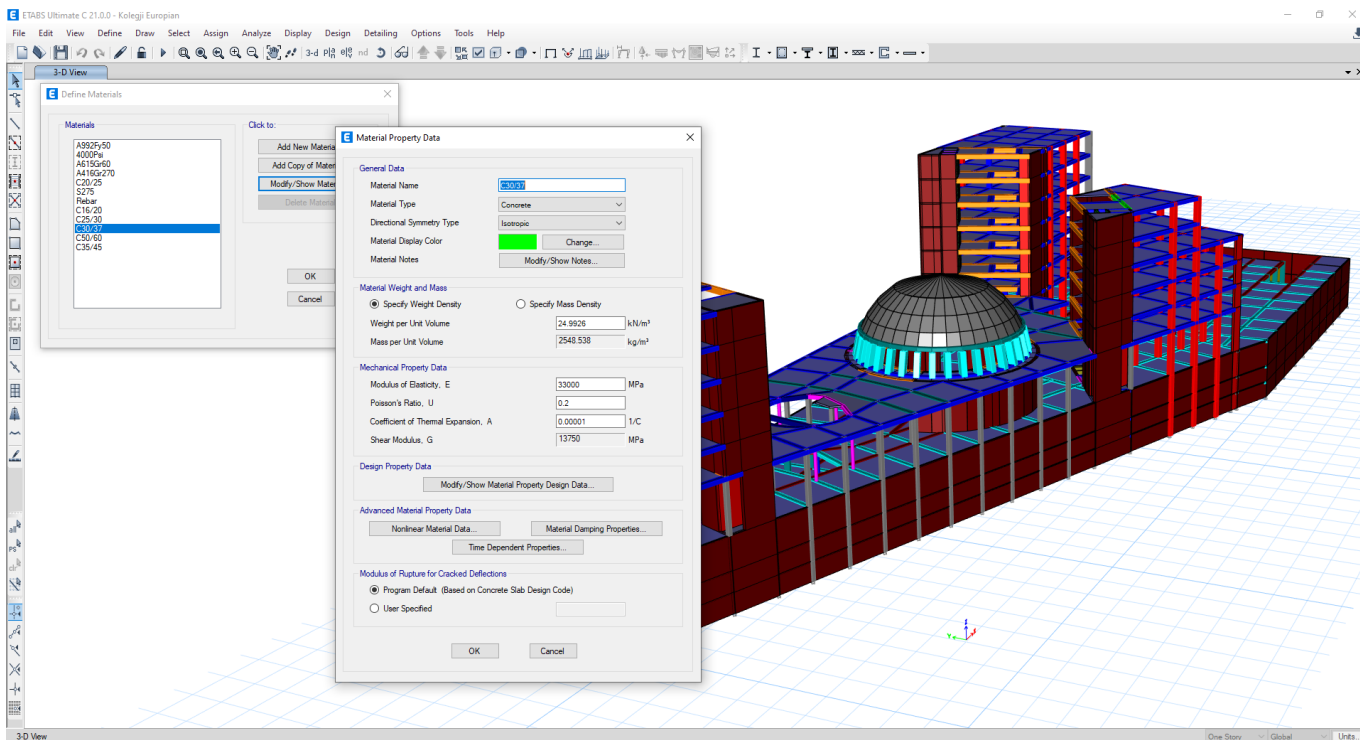 ETABS Ultimate C 21.0.0 - Kolegji Europian
File Edit View Define Draw Select Assign Analyze Display Design Detailing Options Tools Help
3-d nd
3-D View
Define Materials
Materials
Click to:
A992Fy50
4000Psi
A615Gr60
A416Gr270
C20/25
S275
Rebar
C16/20
C25/30
C30/37
C50/60
C35/45
Add New Materia
Add Copy of Mater
Modify/Show Mater
Delete Material
OK
Cancel
Material Property Data
General Data
Material Name C30/37
Material Type Concrete
Directional Symmetry Type Isotropic
Material Display Color Change...
Material Notes Modify/Show Notes...
Material Weight and Mass
Specify Weight Density Specify Mass Density
Weight per Unit Volume 24.9926 kN/m³
Mass per Unit Volume 2548.538 kg/m³
Mechanical Property Data
Modulus of Elasticity, E 33000 MPa
Poisson's Ratio, U 0.2
Coefficient of Thermal Expansion, A 0.00001 1/C
Shear Modulus, G 13750 MPa
Design Property Data
Modify/Show Material Property Design Data...
Advanced Material Property Data
Nonlinear Material Data... Material Damping Properties...
Time Dependent Properties...
Modulus of Rupture for Cracked Deflections
Program Default (Based on Concrete Slab Design Code)
User Specified
OK Cancel
3-D View One Story Global Units...